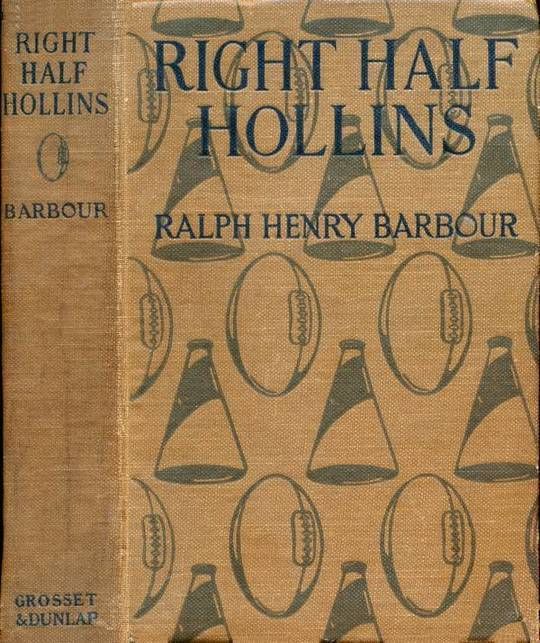 RIGHT
HALF
HOLLINS
BARBOUR
GROSSET
& DUNLAP
RIGHT HALF
HOLLINS
RALPH HENRY BARBOUR